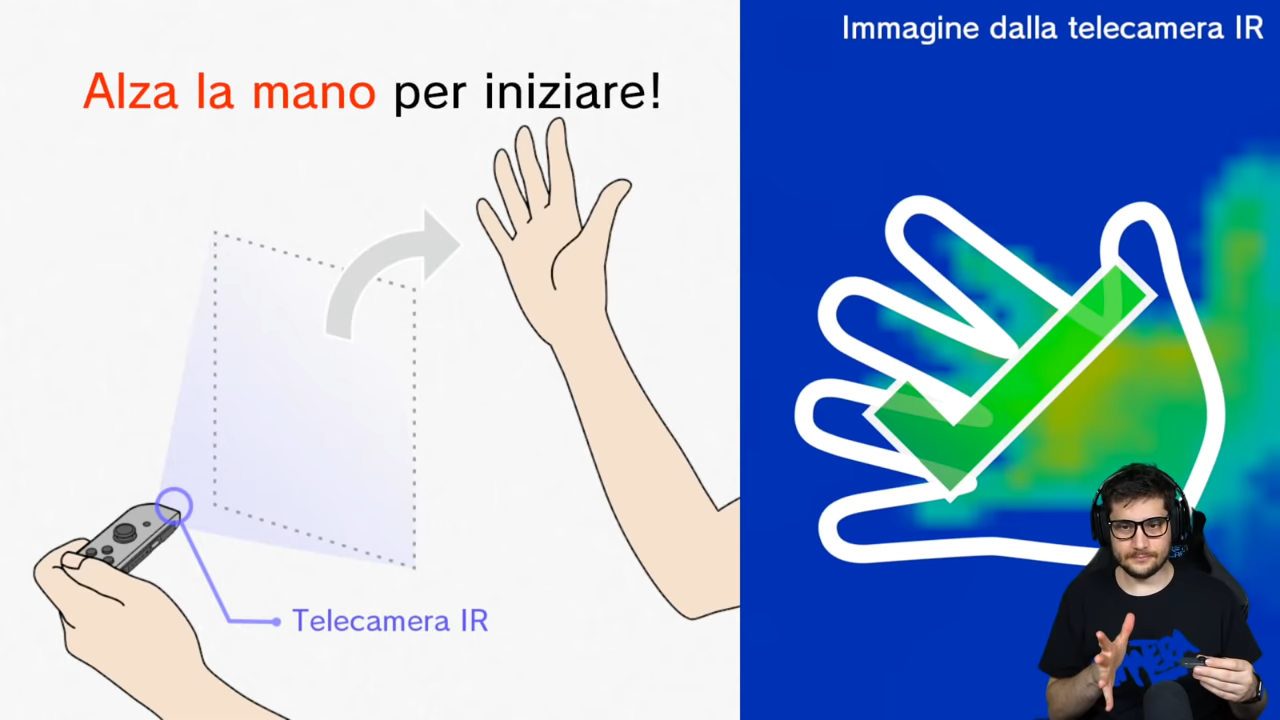 Immagine dalla telecamera IR
Alza la mano per iniziare!
Telecamera IR